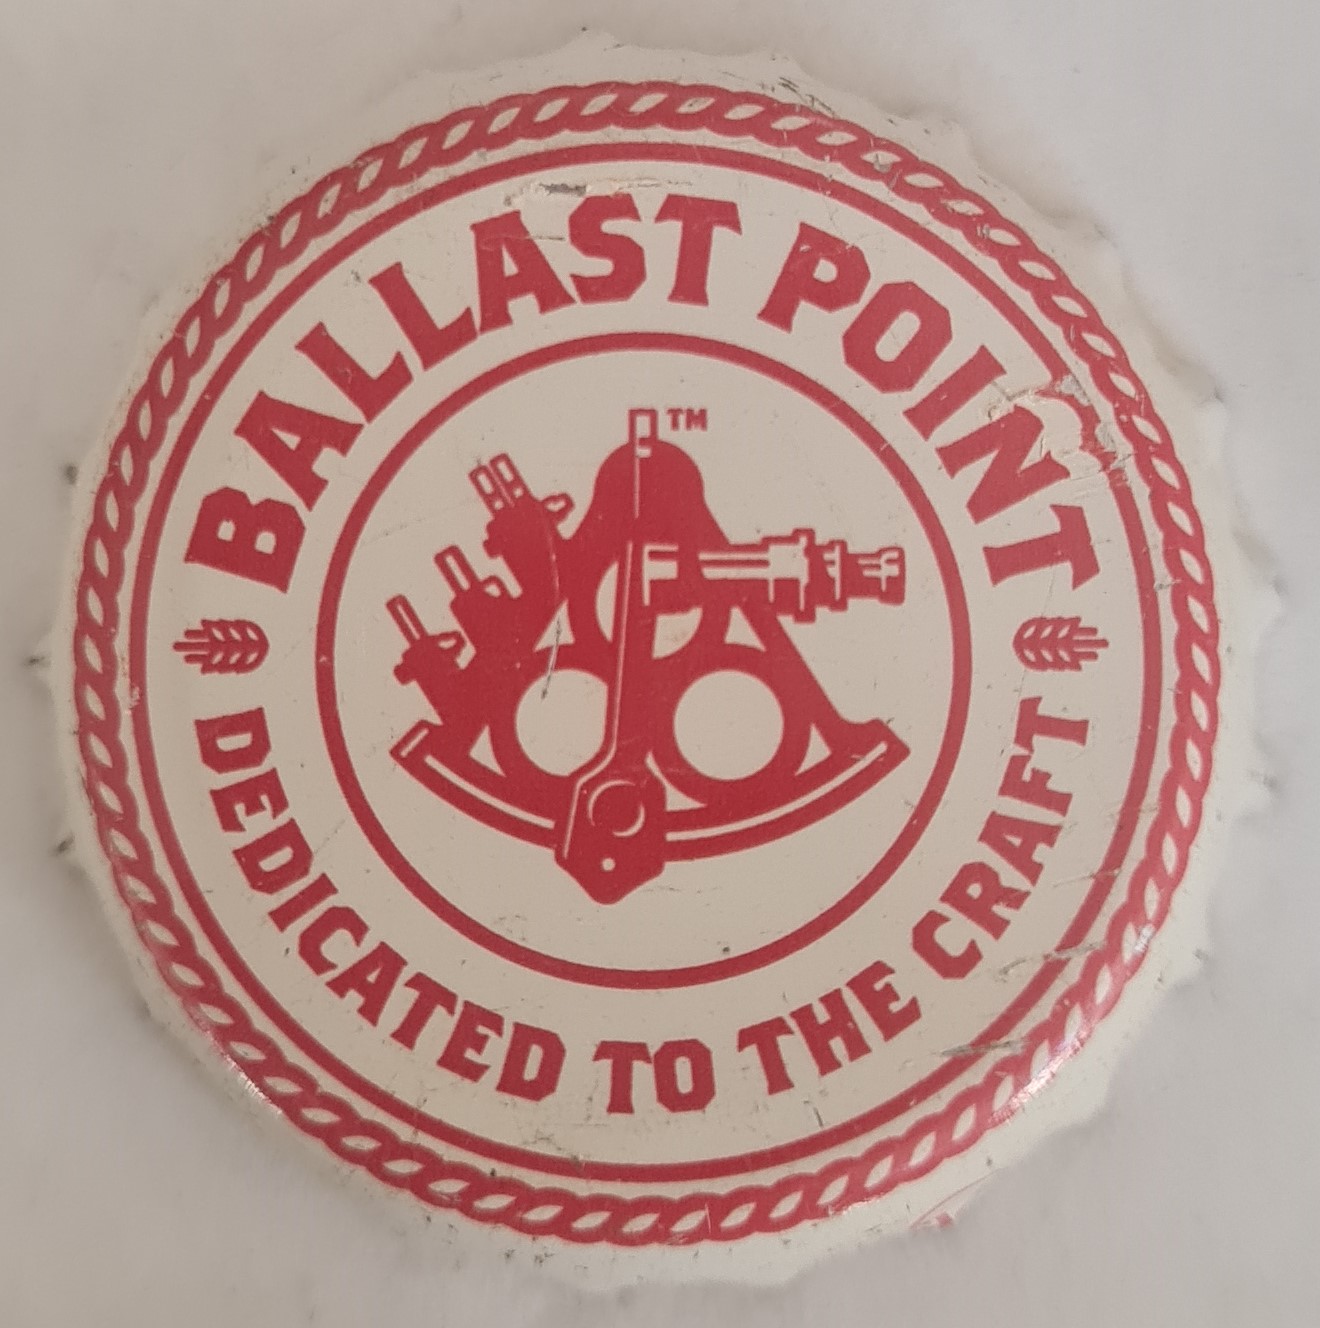 BALLAST POINT
TM
DEDICATED TO THE CRAFT